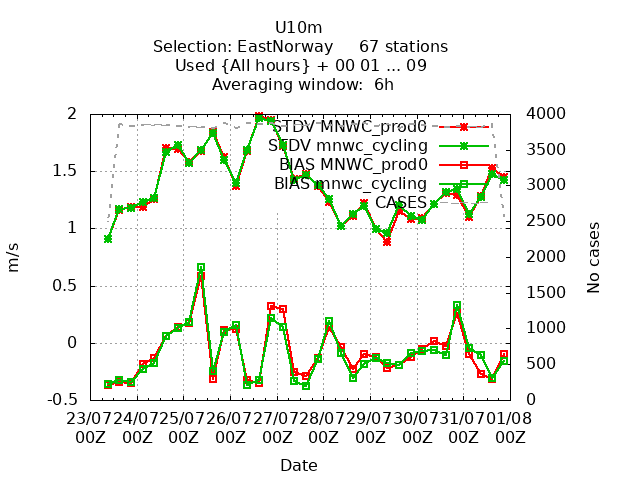 U10m
Selection: EastNorway     67 stations
Used {All hours} + 00 01 ... 09
Averaging window:  6h
2
1.5
1
0.5
0
-0.5
m/s
4000
3500
3000
2500
2000
1500
1000
500
0
No cases
STDV MNWC_prod0
STDV mnwc_cycling
BIAS MNWC_prod0
BIAS mnwc_cycling
CASES
23/07 24/07 25/07 26/07 27/07 28/07 29/07 30/07 31/07 01/08
00Z 00Z 00Z 00Z 00Z 00Z 00Z 00Z 00Z 00Z
Date